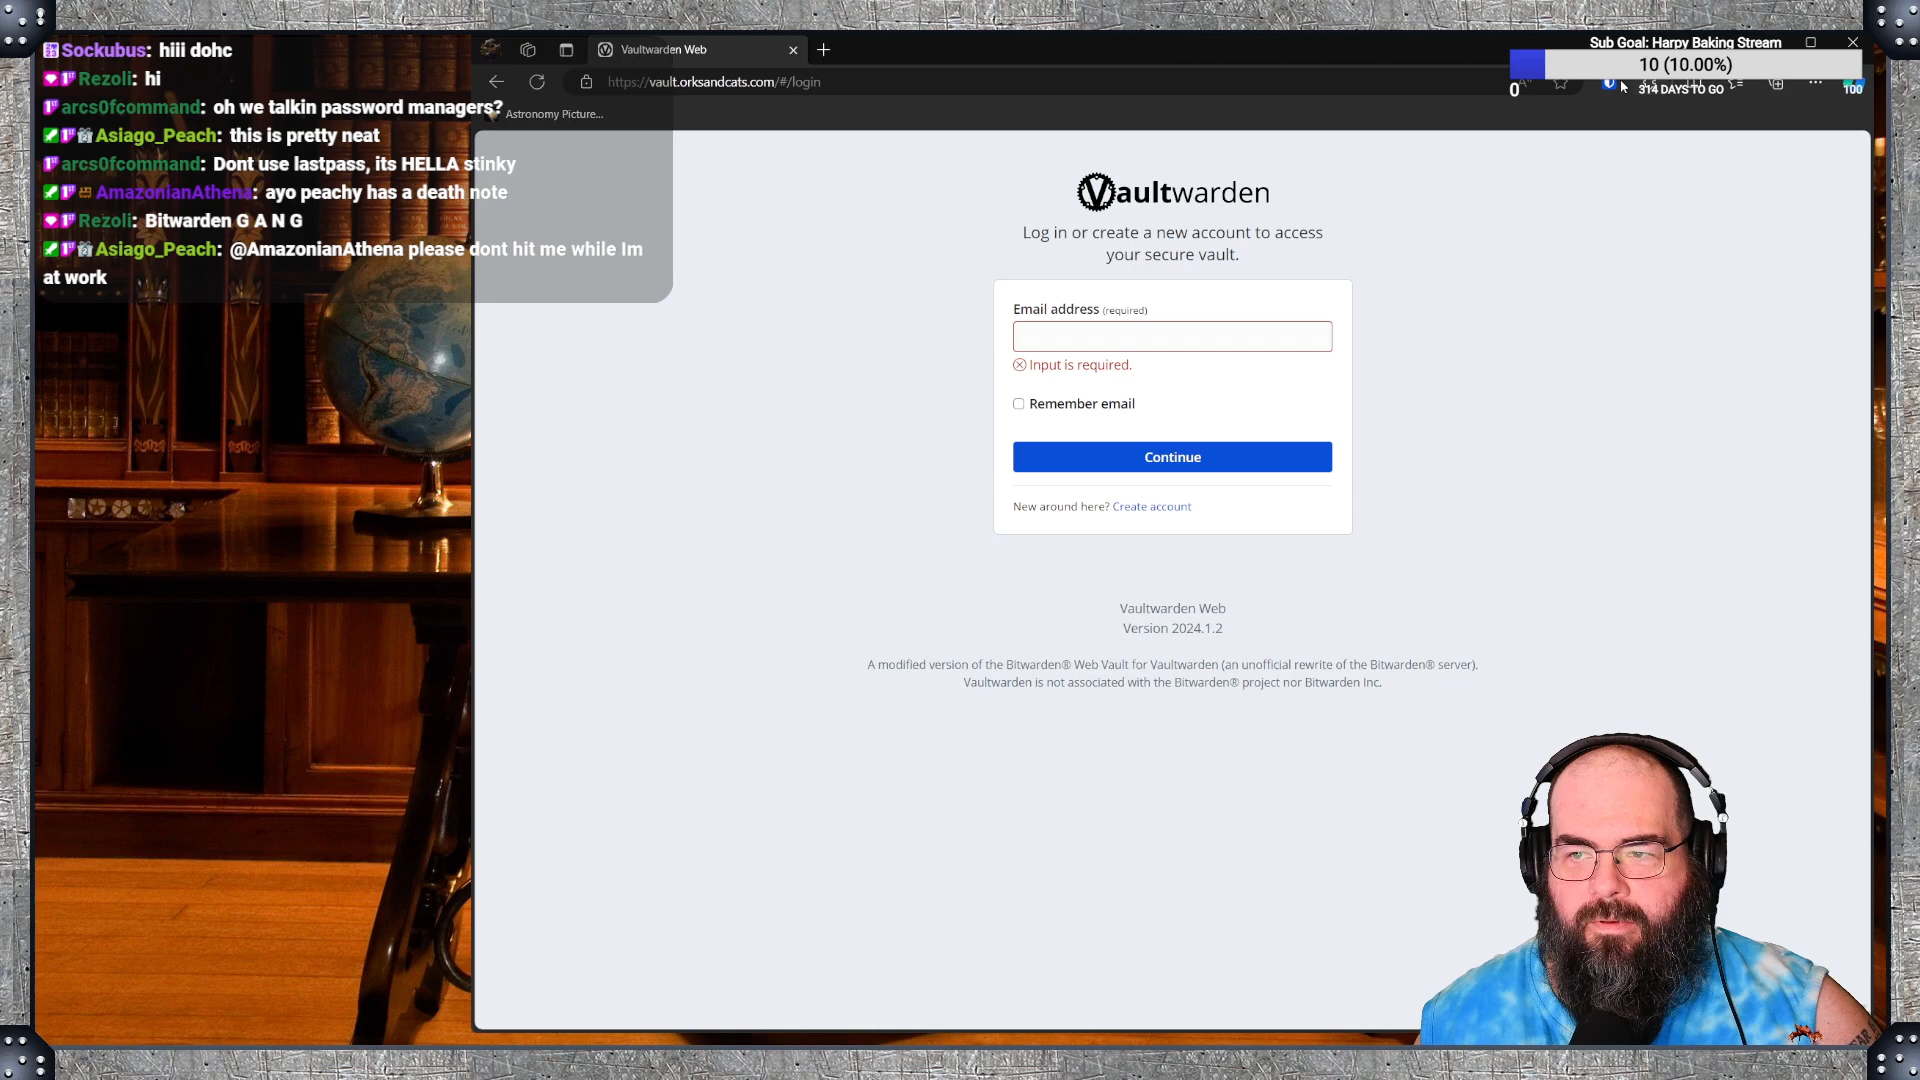 Sockubus: hiii dohc
Rezoli: hi
arcs0fcommand: oh we talkin password managers?
Asiago_Peach: this is pretty neat
arcs0fcommand: Dont use lastpass, its HELLA stinky
AmazonianAthena: ayo peachy has a death note
Rezoli: Bitwarden G A N G
Asiago_Peach: @AmazonianAthena please dont hit me while Im
at work
Vaultwarden Web
https://vault.orksandcats.com/#/login
Astronomy Picture...
Sub Goal: Harpy Baking Stream
10 (10.00%)
0
314 DAYS TO GO
100
Vaultwarden
Log in or create a new account to access
your secure vault.
Email address (required)
Input is required.
Remember email
Continue
New around here? Create account
Vaultwarden Web
Version 2024.1.2
A modified version of the Bitwarden® Web Vault for Vaultwarden (an unofficial rewrite of the Bitwarden® server).
Vaultwarden is not associated with the Bitwarden® project nor Bitwarden Inc.